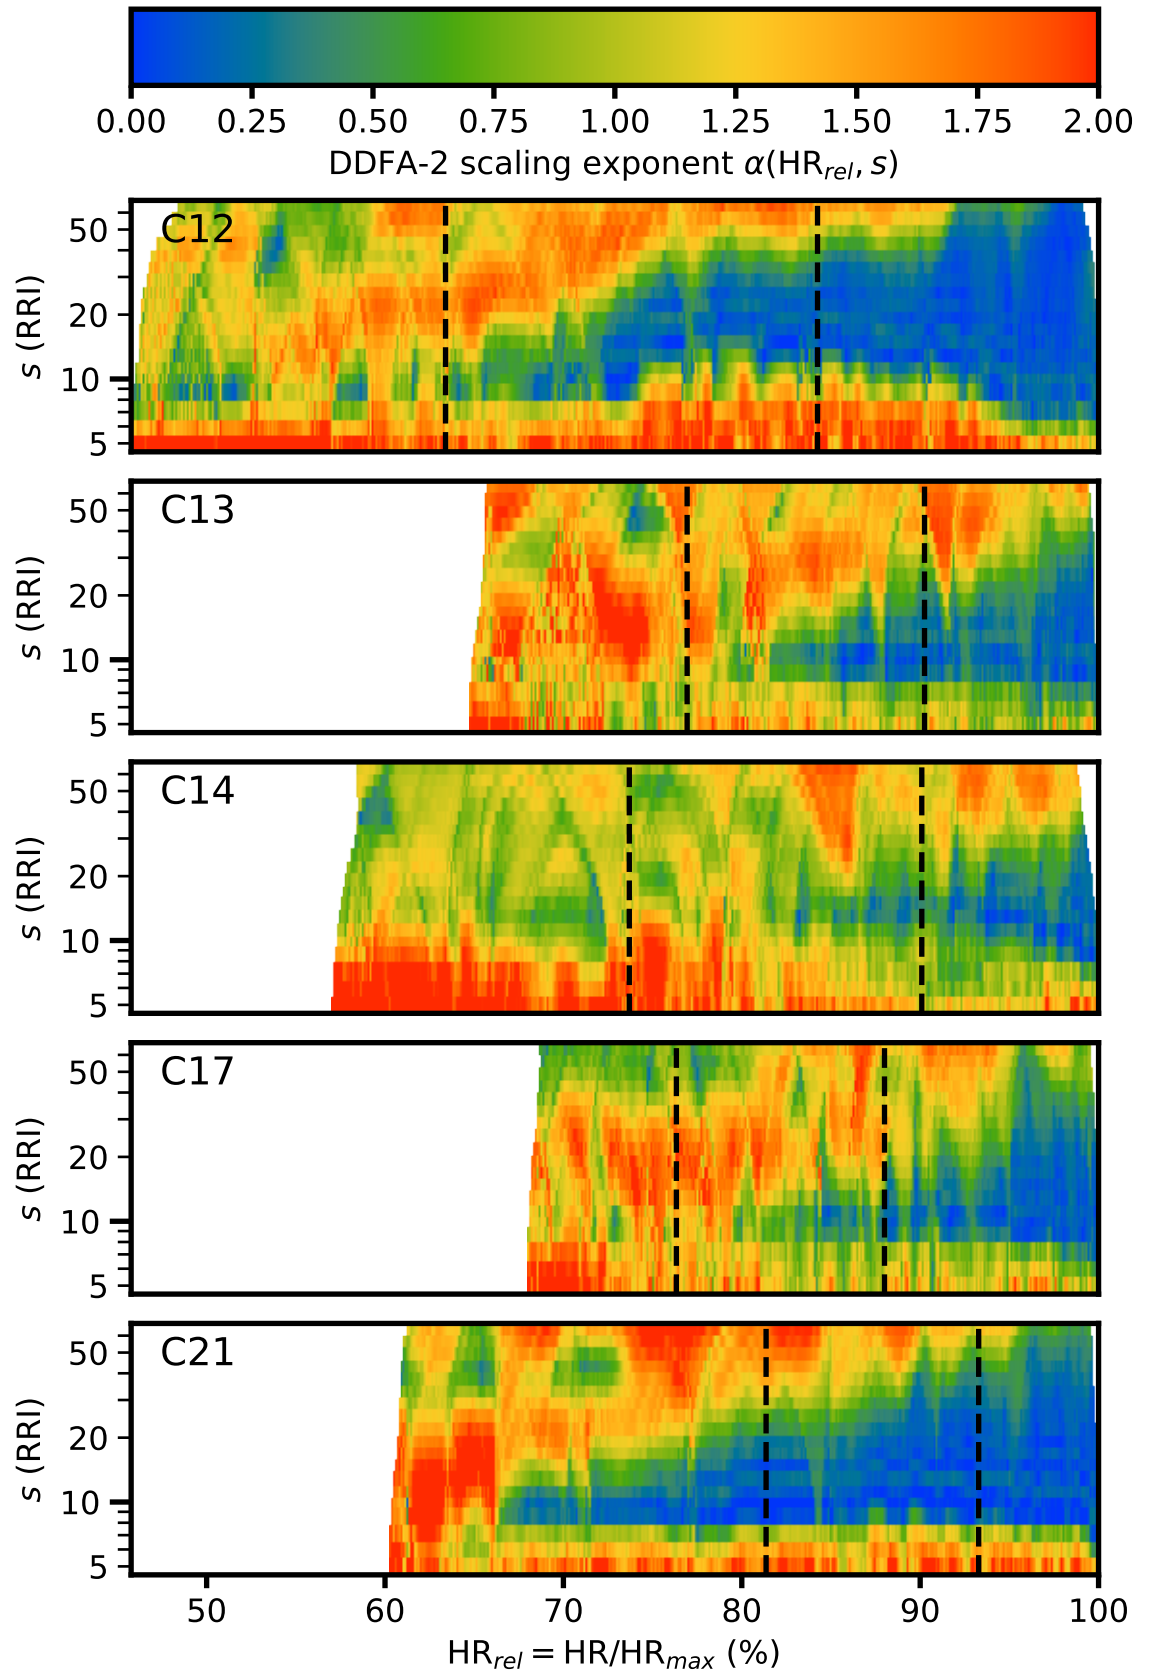 0.00 0.25 0.50 0.75 1.00 1.25 1.50 1.75 2.00
DDFA-2 scaling exponent α(HR_rel, s)
C12
50
20
10
5
s (RRI)
C13
50
20
10
5
s (RRI)
C14
50
20
10
5
s (RRI)
C17
50
20
10
5
s (RRI)
C21
50
20
10
5
s (RRI)
50 60 70 80 90 100
HR_rel = HR/HR_max (%)